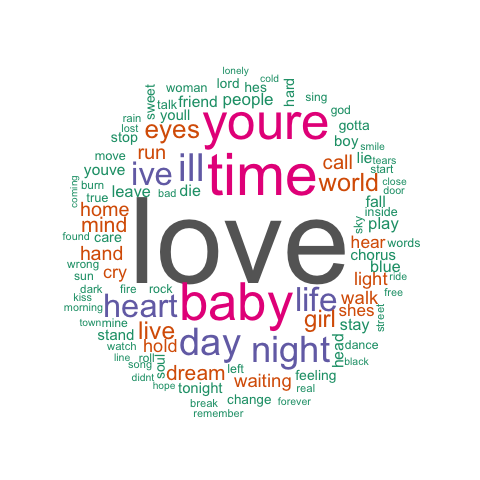 lonely
cold
lord
hes
hard
woman
sweet
talk
friend
people
sing
god
rain
youll
youre
gotta
lost
eyes
boy
smile
stop
run
call
lie
tears
move
youve
ive
ill
time
world
start
close
door
coming
burn
true
leave
bad
die
fall
inside
home
love
sky
play
mind
found
care
hear
words
hand
chorus
wrong
sun
cry
blue
ride
light
dark
fire
rock
baby
life
free
kiss
morning
heart
walk
town
mine
girl
shes
street
stand
live
day
night
stay
watch
hold
head
dance
line
roll
soul
black
song
dream
left
waiting
feeling
didnt
hope
tonight
real
break
change
forever
remember